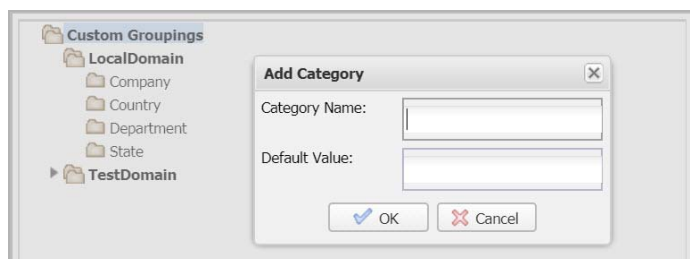 Custom Groupings
LocalDomain
Company
Country
Department
State
TestDomain
Add Category
Category Name:
Default Value:
OK
Cancel